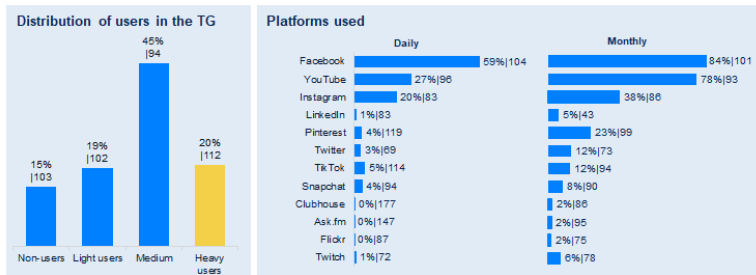 Distribution of users in the TG
45%
|94
20%
|112
19%
|102
15%
|103
Non-users Light users Medium Heavy
users
Platforms used
Daily Monthly
Facebook 59%|104 84%|101
YouTube 27%|96 78%|93
Instagram 20%|83 38%|86
LinkedIn 1%|83 5%|43
Pinterest 4%|119 23%|99
Twitter 3%|69 12%|73
TikTok 5%|114 12%|94
Snapchat 4%|94 8%|90
Clubhouse 0%|177 2%|86
Ask.fm 0%|147 2%|95
Flickr 0%|87 2%|75
Twitch 1%|72 6%|78